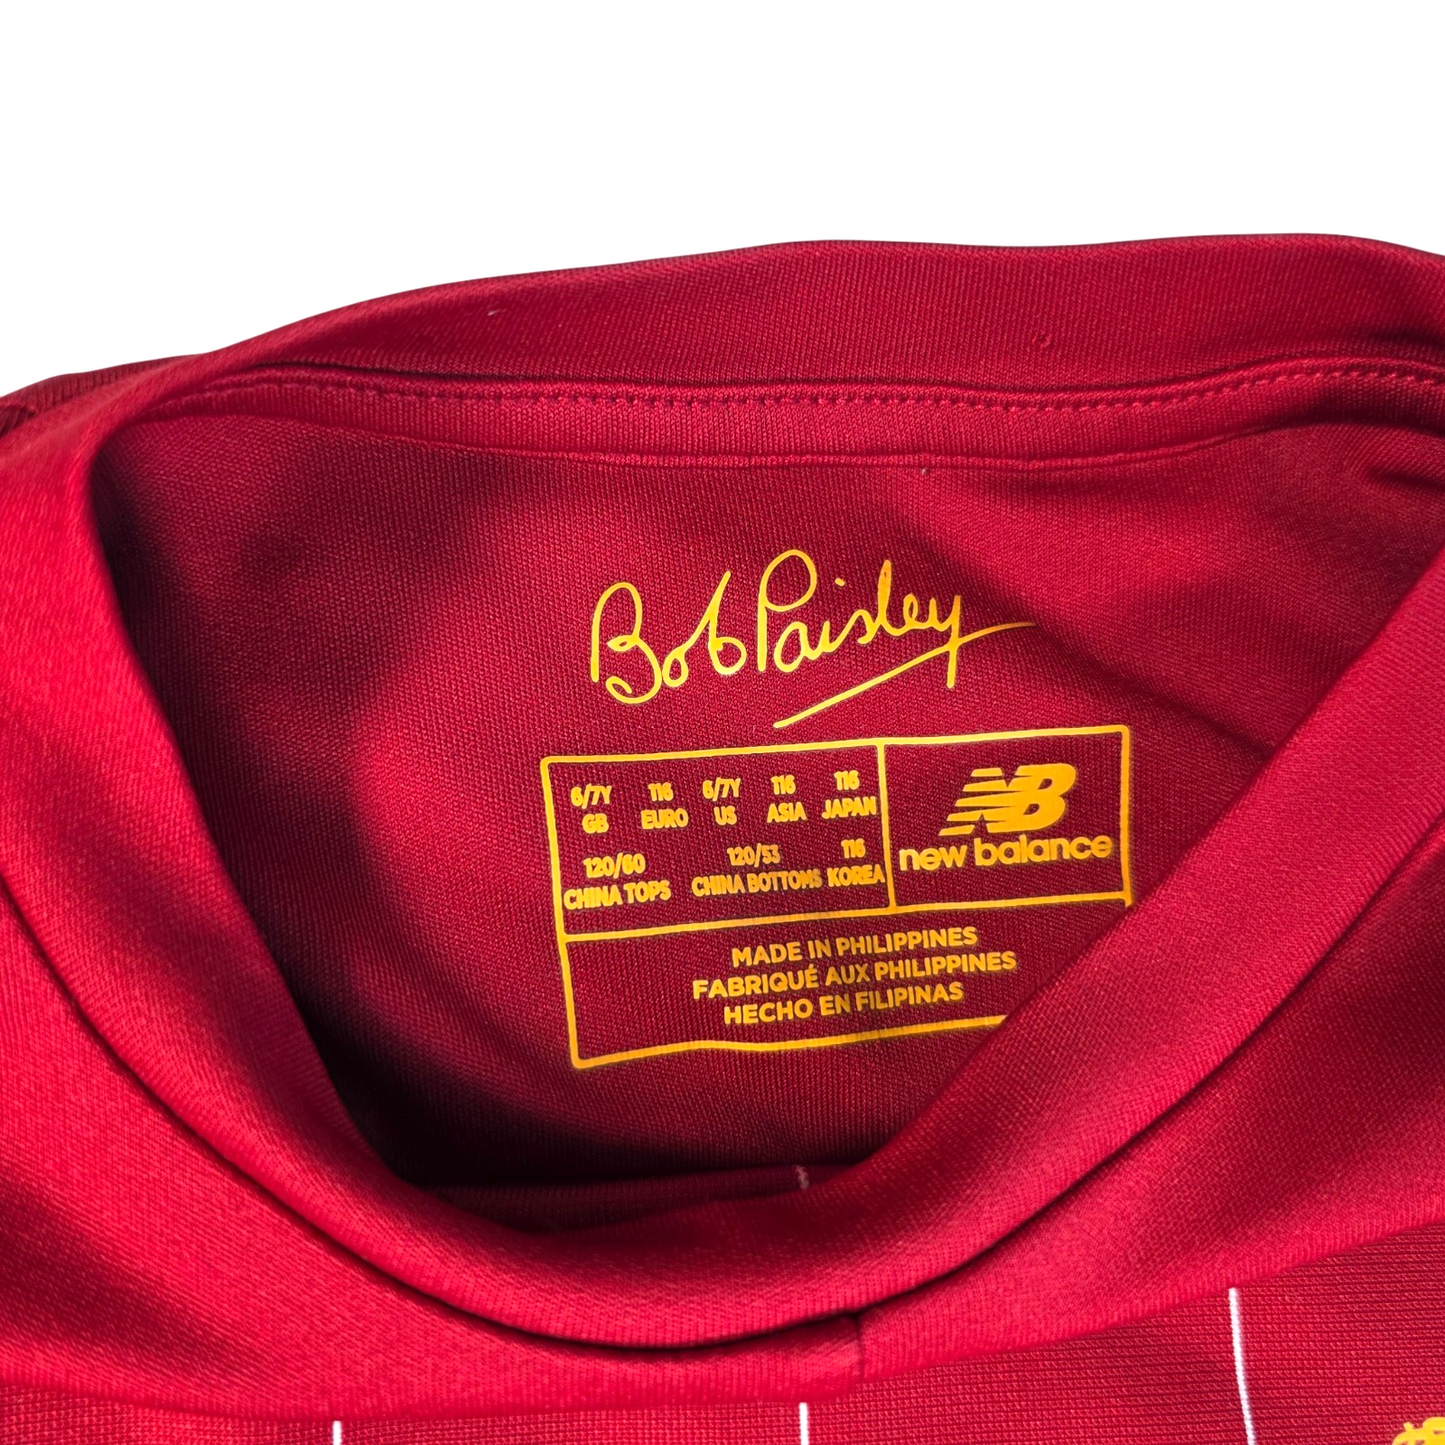 Bob Paisley
6/7Y 116 6/7Y 116 116
GB EURO US ASIA JAPAN
120/60 120/53 116
CHINA TOPS CHINA BOTTOMS KOREA
NB
new balance
MADE IN PHILIPPINES
FABRIQUÉ AUX PHILIPPINES
HECHO EN FILIPINAS